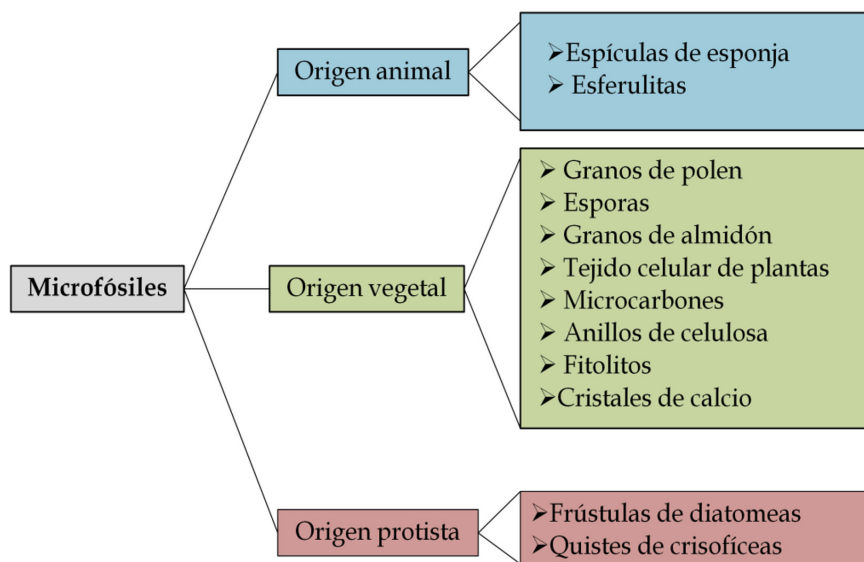 Microfósiles
Origen animal
➢Espículas de esponja
➢ Esferulitas
Origen vegetal
➢ Granos de polen
➢ Esporas
➢ Granos de almidón
➢ Tejido celular de plantas
➢ Microcarbones
➢ Anillos de celulosa
➢ Fitolitos
➢Cristales de calcio
Origen protista
➢Frústulas de diatomeas
➢Quistes de crisofíceas